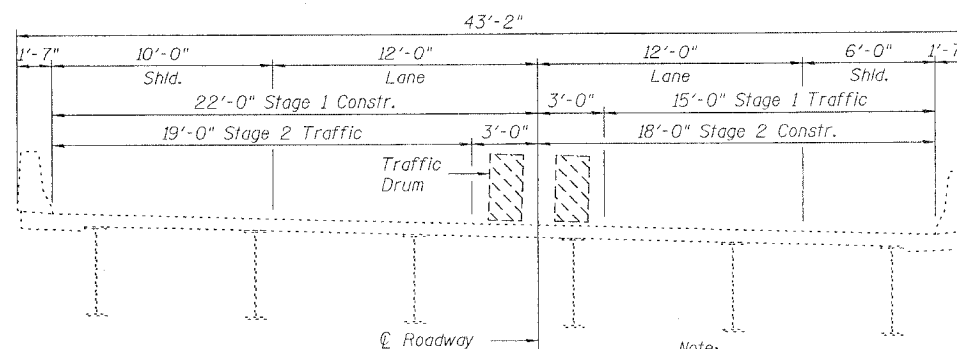 43'-2"
1'-7" 10'-0" 12'-0" 12'-0" 6'-0" 1'-7
Shld. Lane Lane Shld.
22'-0" Stage 1 Constr. 3'-0" 15'-0" Stage 1 Traffic
19'-0" Stage 2 Traffic 3'-0" 18'-0" Stage 2 Constr.
Traffic
Drum
℄ Roadway
Note: